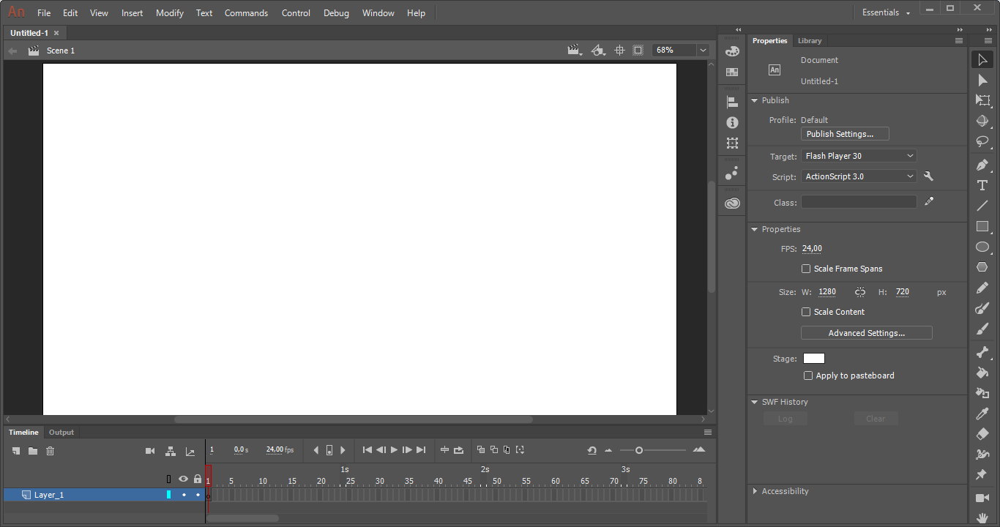 An File Edit View Insert Modify Text Commands Control Debug Window Help Essentials
Untitled-1 ×
Scene 1 68%
Properties Library
An Document
Untitled-1
Publish
Profile: Default
Publish Settings...
Target: Flash Player 30
Script: ActionScript 3.0
Class:
Properties
FPS: 24,00
Scale Frame Spans
Size: W: 1280 H: 720 px
Scale Content
Advanced Settings...
Stage:
Apply to pasteboard
SWF History
Log Clear
Accessibility
Timeline Output
1 0,0 s 24,00 fps
1s 2s 3s
1 5 10 15 20 25 30 35 40 45 50 55 60 65 70 75 80 8
Layer_1